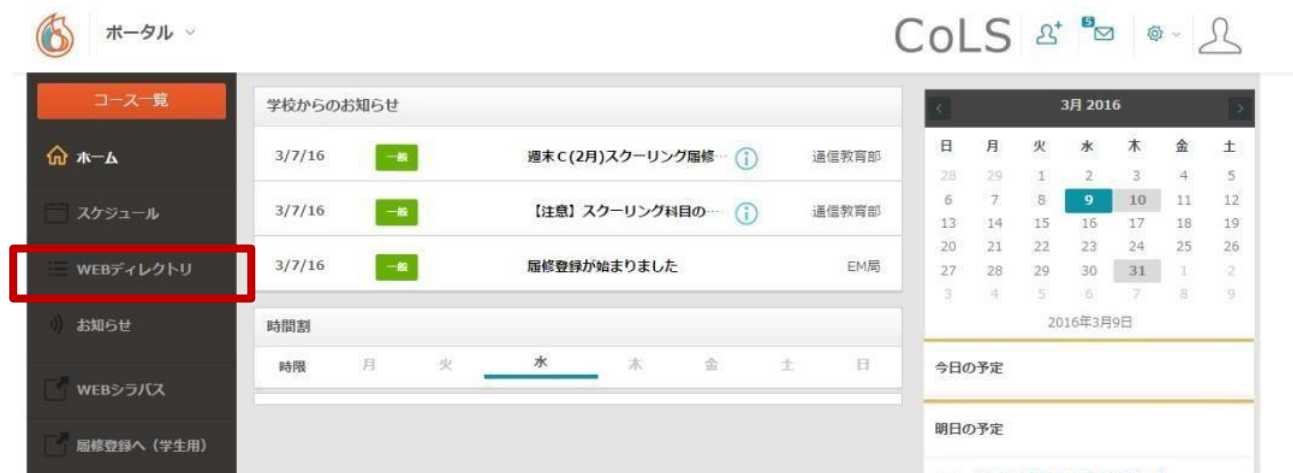 ポータル
CoLS
5
コース一覧
ホーム
スケジュール
WEBディレクトリ
お知らせ
WEBシラバス
履修登録へ（学生用）
学校からのお知らせ
3/7/16 一般 週末C(2月)スクーリング履修… 通信教育部
3/7/16 一般 【注意】スクーリング科目の… 通信教育部
3/7/16 一般 履修登録が始まりました EM局
時間割
時限 月 火 水 木 金 土 日
3月 2016
日 月 火 水 木 金 土
28 29 1 2 3 4 5
6 7 8 9 10 11 12
13 14 15 16 17 18 19
20 21 22 23 24 25 26
27 28 29 30 31 1 2
3 4 5 6 7 8 9
2016年3月9日
今日の予定
明日の予定